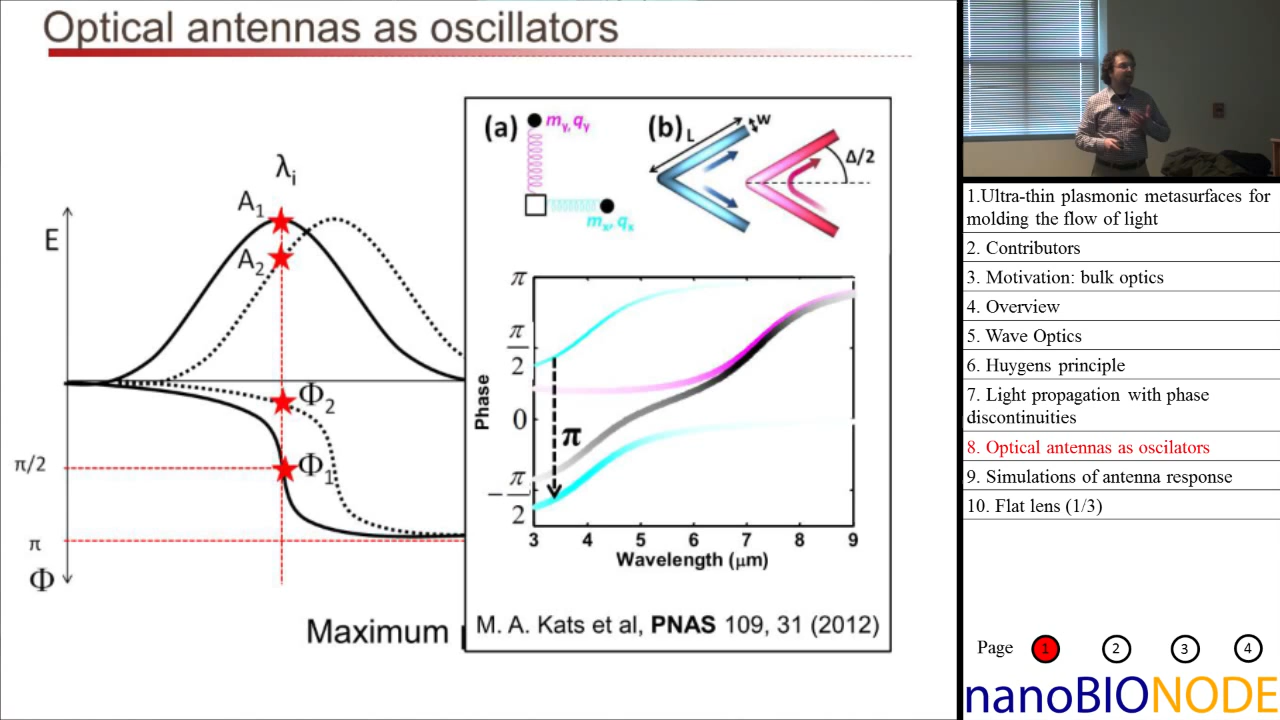 Optical antennas as oscillators
λi
A1
E
A2
Φ2
Φ1
π/2
π
Φ
Maximum
(a)
my, qy
mx, qx
(b)
L
w
Δ/2
π
π
2
0
−π
2
Phase
π
3 4 5 6 7 8 9
Wavelength (μm)
M. A. Kats et al, PNAS 109, 31 (2012)
1.Ultra-thin plasmonic metasurfaces for
molding the flow of light
2. Contributors
3. Motivation: bulk optics
4. Overview
5. Wave Optics
6. Huygens principle
7. Light propagation with phase
discontinuities
8. Optical antennas as oscilators
9. Simulations of antenna response
10. Flat lens (1/3)
Page 1 2 3 4
nanoBIONODE